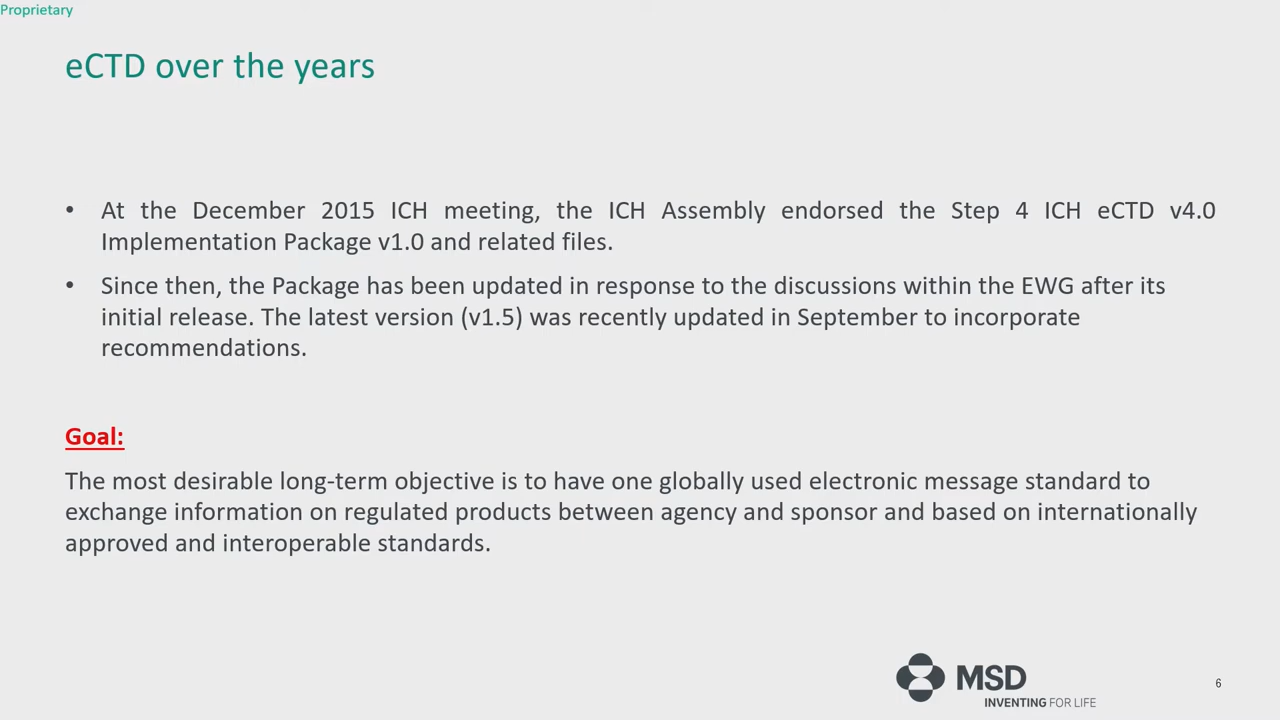 Proprietary
eCTD over the years
• At the December 2015 ICH meeting, the ICH Assembly endorsed the Step 4 ICH eCTD v4.0
Implementation Package v1.0 and related files.
• Since then, the Package has been updated in response to the discussions within the EWG after its
initial release. The latest version (v1.5) was recently updated in September to incorporate
recommendations.
Goal:
The most desirable long-term objective is to have one globally used electronic message standard to
exchange information on regulated products between agency and sponsor and based on internationally
approved and interoperable standards.
MSD
INVENTING FOR LIFE
6